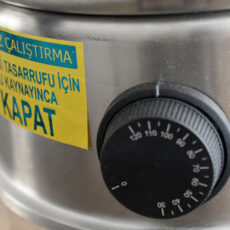 Z ÇALIŞTIRMA
İ TASARRUFU İÇİN
U KAYNAYINCA
KAPAT
120 110 100 90 80 70 60 50 40 30
0